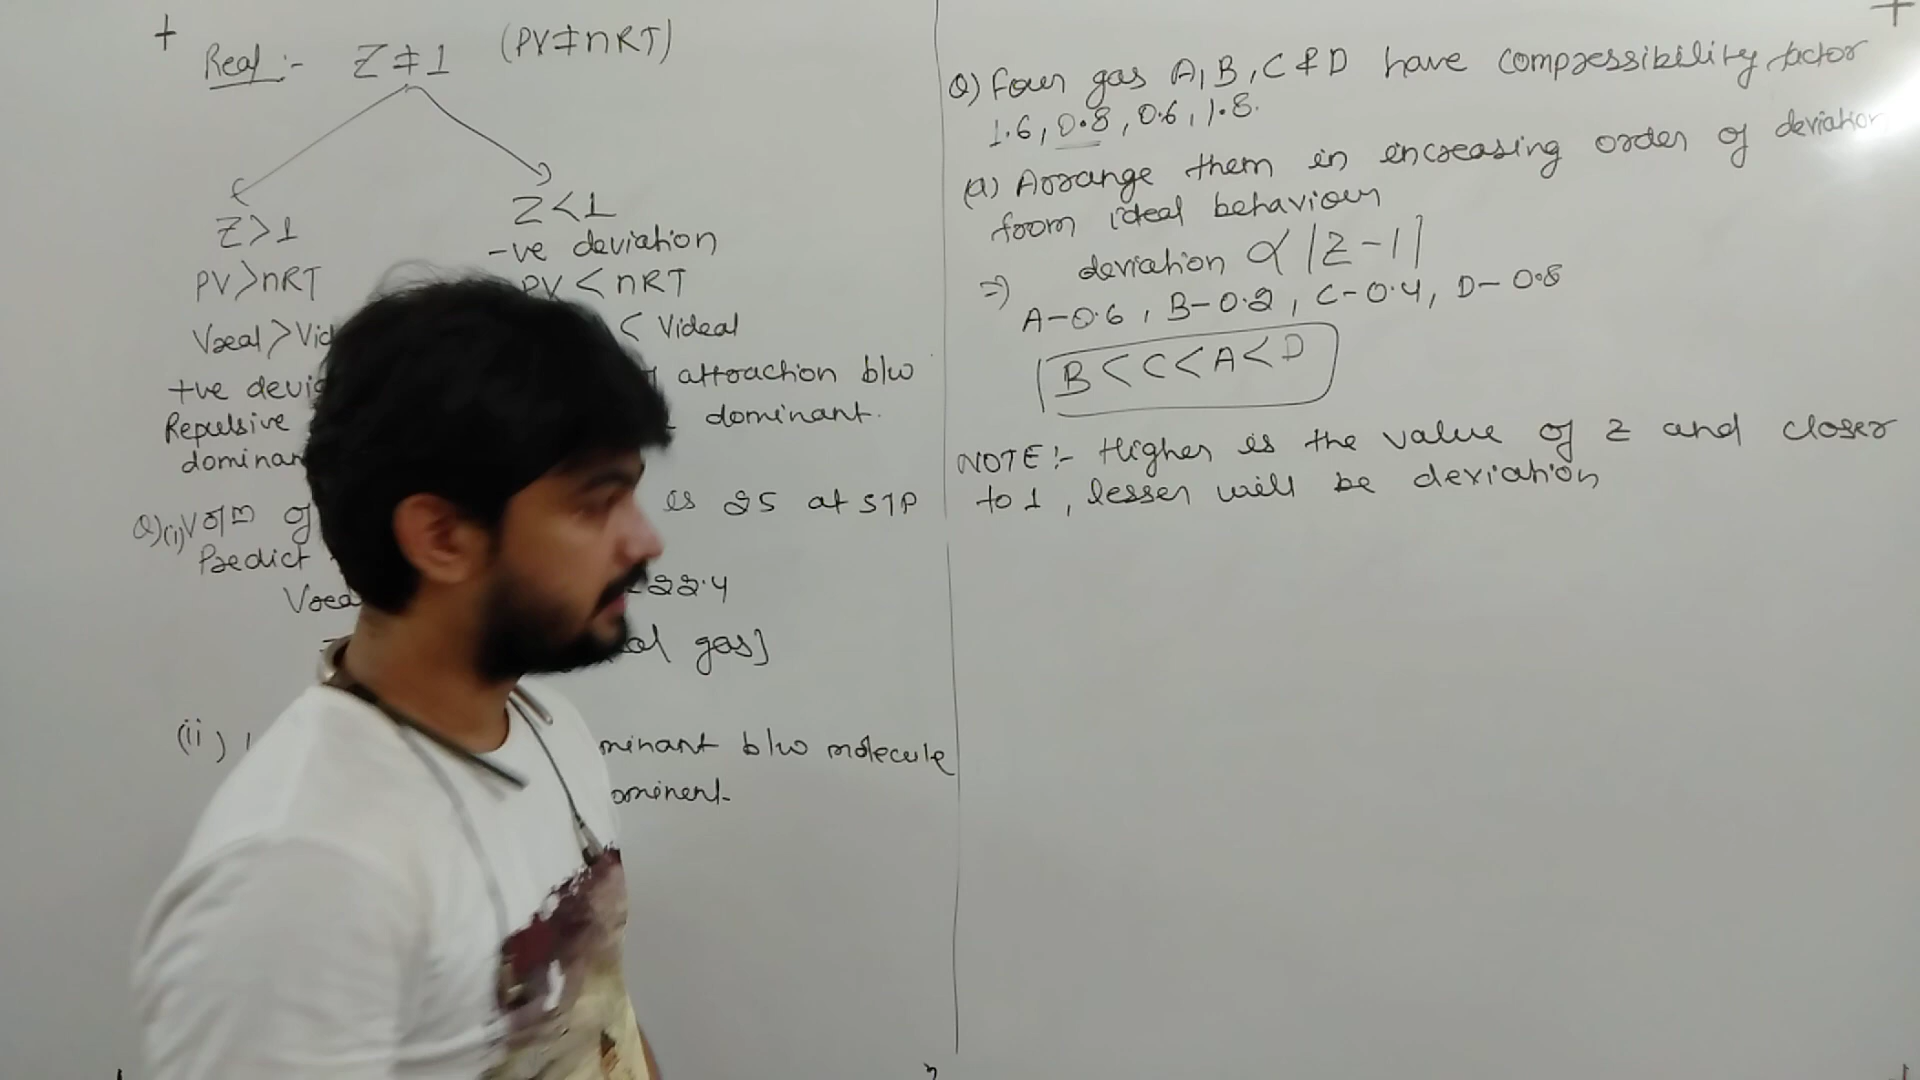 Real :- Z ≠ 1 (PV ≠ nRT)
Z > 1
PV > nRT
Vreal > Vid
+ve devia
Repulsive
dominan
Z < 1
-ve deviation
PV < nRT
< Videal
attraction b/w
dominant.
Q)(i) Vol^m of is 25 at STP
Predict
Vrea 22.4
gas]
(ii) minant b/w molecule
ominent
Q) Four gas A, B, C & D have compressibility factor
1.6, 0.8, 0.6, 1.8.
(a) Arrange them in increasing order of deviation
from ideal behaviour
deviation ∝ |Z-1|
⇒) A-0.6, B-0.2, C-0.4, D-0.8
B < C < A < D
NOTE :- Higher is the value of z and closer
to 1, lesser will be deviation